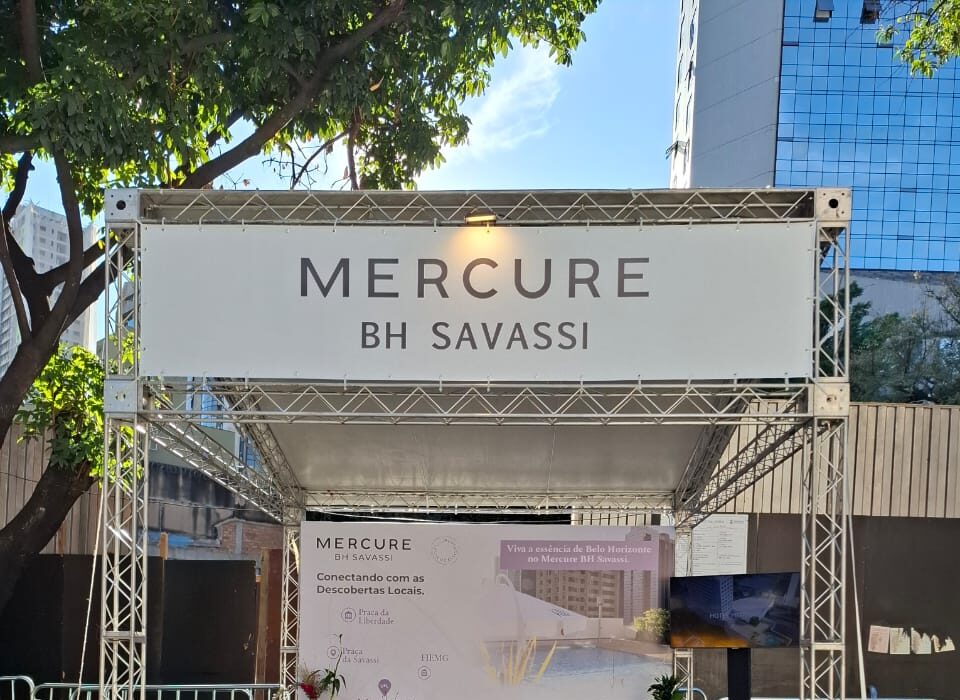 MERCURE
BH SAVASSI
MERCURE
BH SAVASSI
Conectando com as
Descobertas Locais.
Praça da
Liberdade
Praça
da Savassi
FIEMG
Viva a essência de Belo Horizonte
no Mercure BH Savassi.